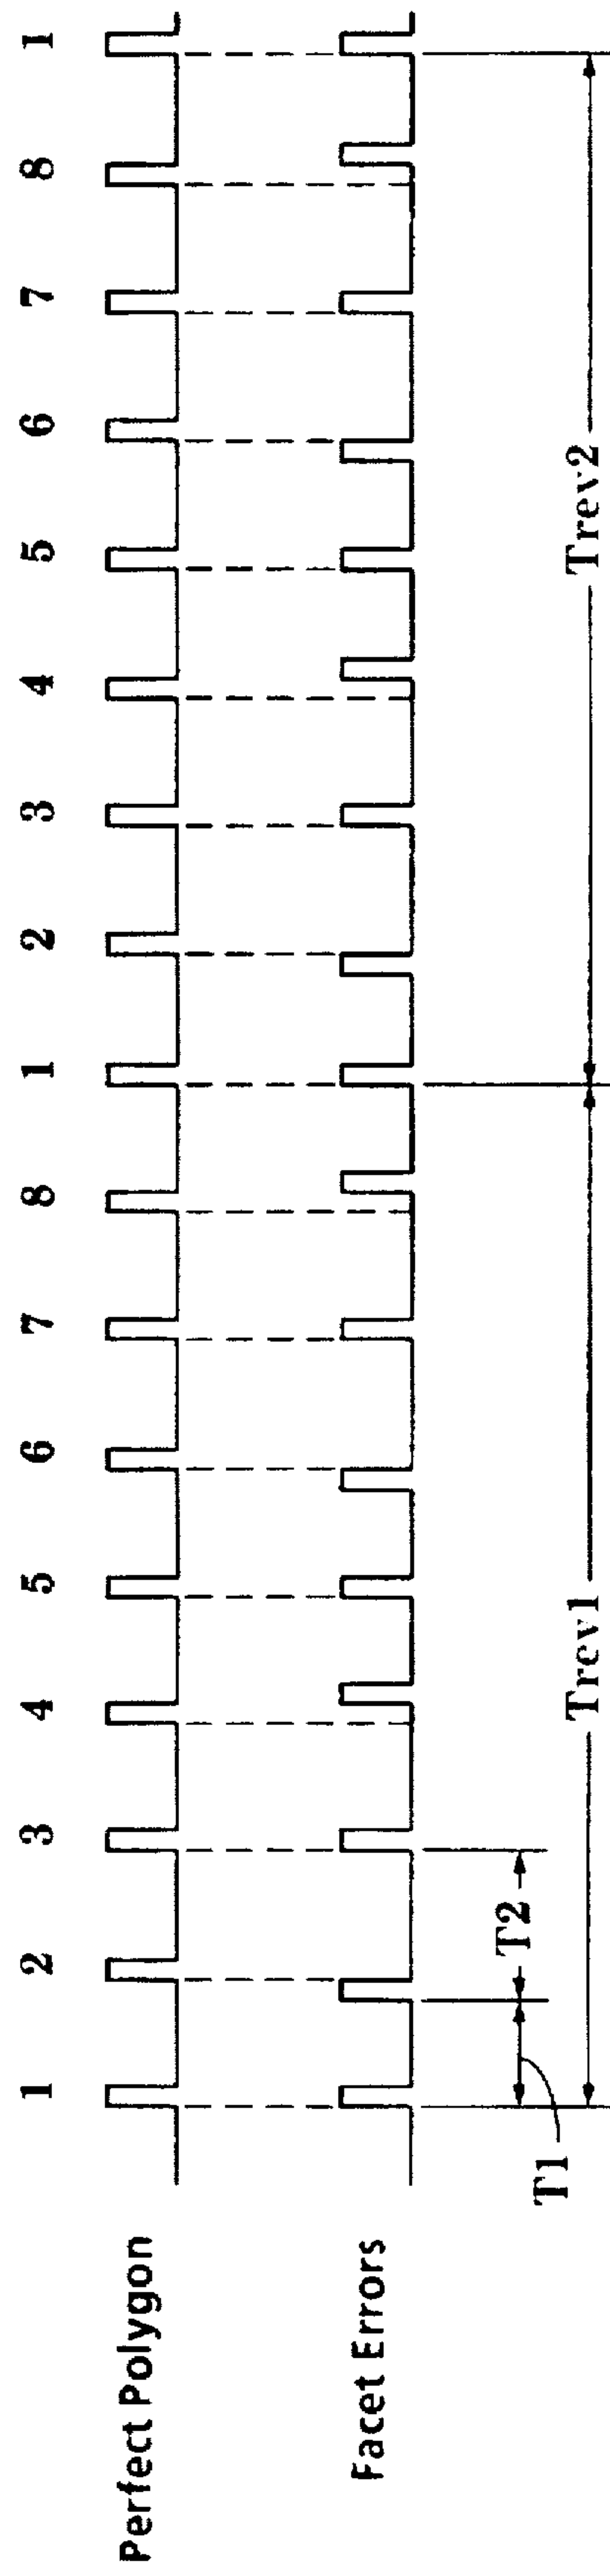 1 2 3 4 5 6 7 8 1 2 3 4 5 6 7 8 1
Perfect Polygon
Facet Errors
T1
T2
Trev1
Trev2